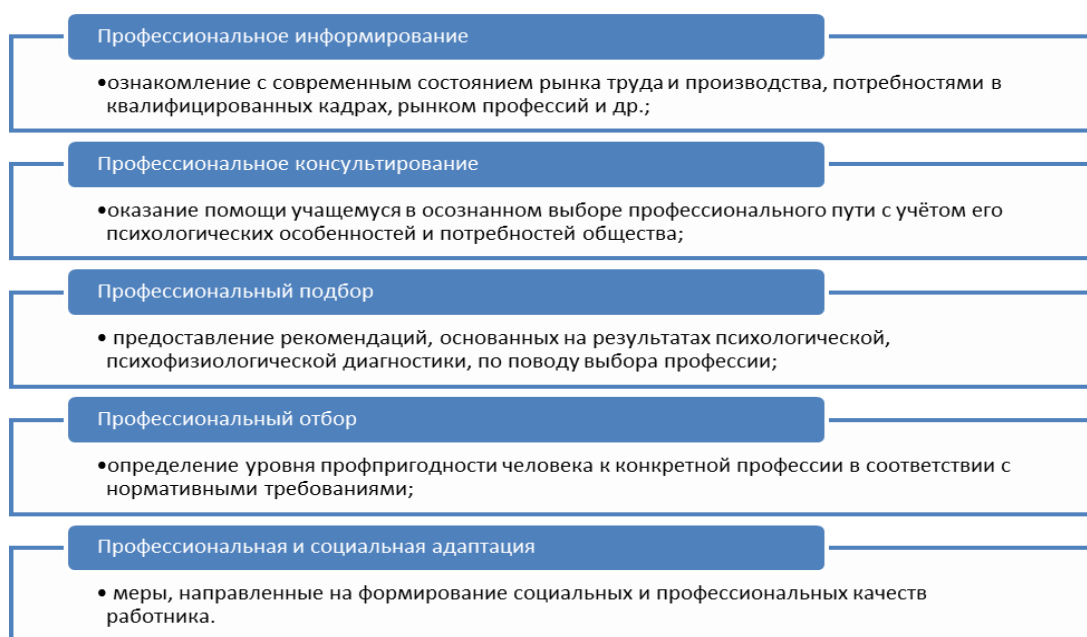 Профессиональное информирование
•ознакомление с современным состоянием рынка труда и производства, потребностями в
квалифицированных кадрах, рынком профессий и др.;
Профессиональное консультирование
•оказание помощи учащемуся в осознанном выборе профессионального пути с учётом его
психологических особенностей и потребностей общества;
Профессиональный подбор
• предоставление рекомендаций, основанных на результатах психологической,
психофизиологической диагностики, по поводу выбора профессии;
Профессиональный отбор
•определение уровня профпригодности человека к конкретной профессии в соответствии с
нормативными требованиями;
Профессиональная и социальная адаптация
• меры, направленные на формирование социальных и профессиональных качеств
работника.